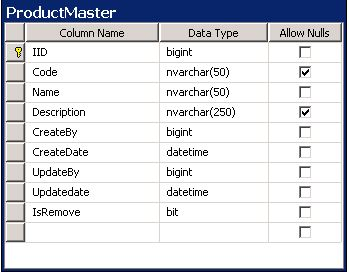 ProductMaster
Column Name Data Type Allow Nulls
IID bigint
Code nvarchar(50)
Name nvarchar(50)
Description nvarchar(250)
CreateBy bigint
CreateDate datetime
UpdateBy bigint
Updatedate datetime
IsRemove bit